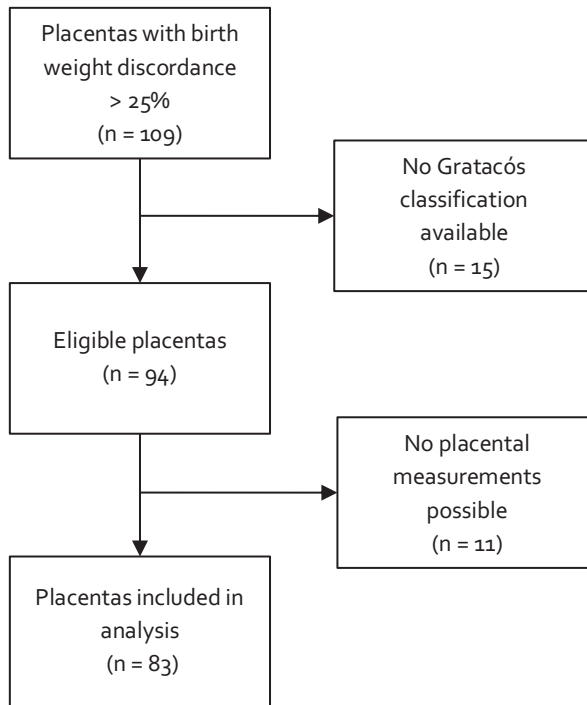 Placentas with birth
weight discordance
> 25%
(n = 109)
No Gratacós
classification
available
(n = 15)
Eligible placentas
(n = 94)
No placental
measurements
possible
(n = 11)
Placentas included in
analysis
(n = 83)